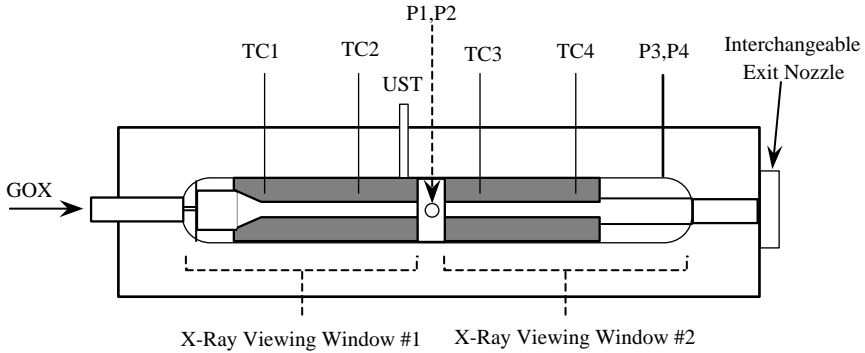 P1,P2
TC1
TC2
TC3
TC4
P3,P4
Interchangeable
Exit Nozzle
UST
GOX
X-Ray Viewing Window #1
X-Ray Viewing Window #2